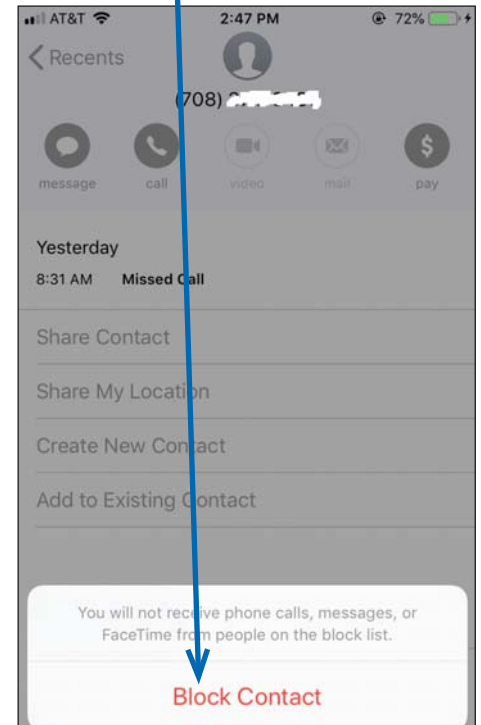 AT&T 2:47 PM 72%
Recents
(708)
message call video mail pay
Yesterday
8:31 AM Missed Call
Share Contact
Share My Location
Create New Contact
Add to Existing Contact
You will not receive phone calls, messages, or
FaceTime from people on the block list.
Block Contact